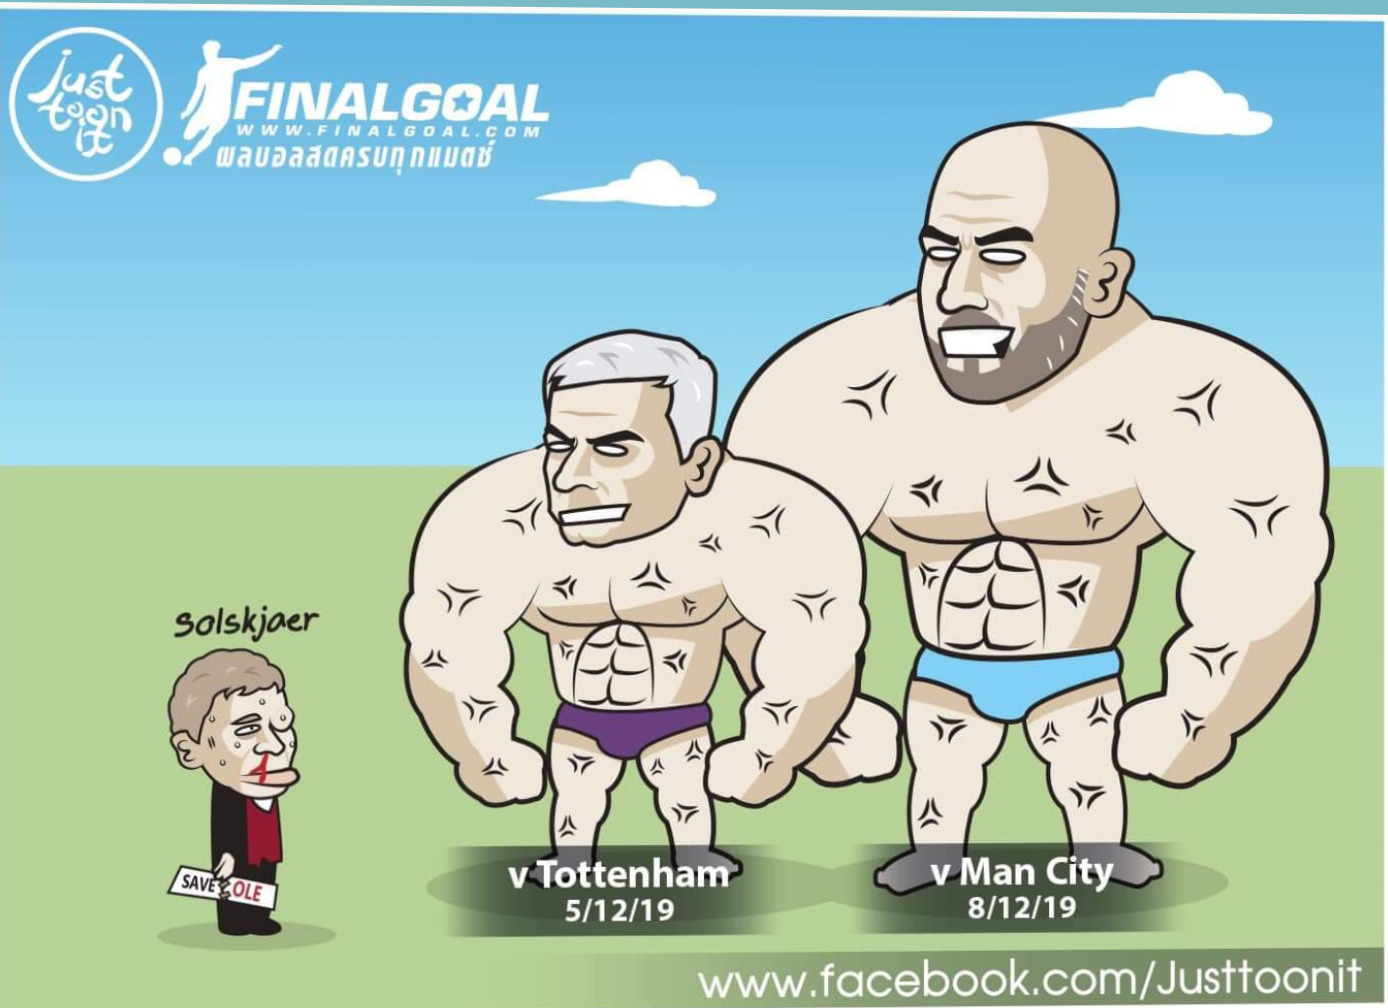 just
toon
it
FINALGOAL
WWW.FINALGOAL.COM
ผลบอลสดครบทุกแมตช์
Solskjaer
SAVE OLE
v Tottenham
5/12/19
v Man City
8/12/19
www.facebook.com/Justtoonit